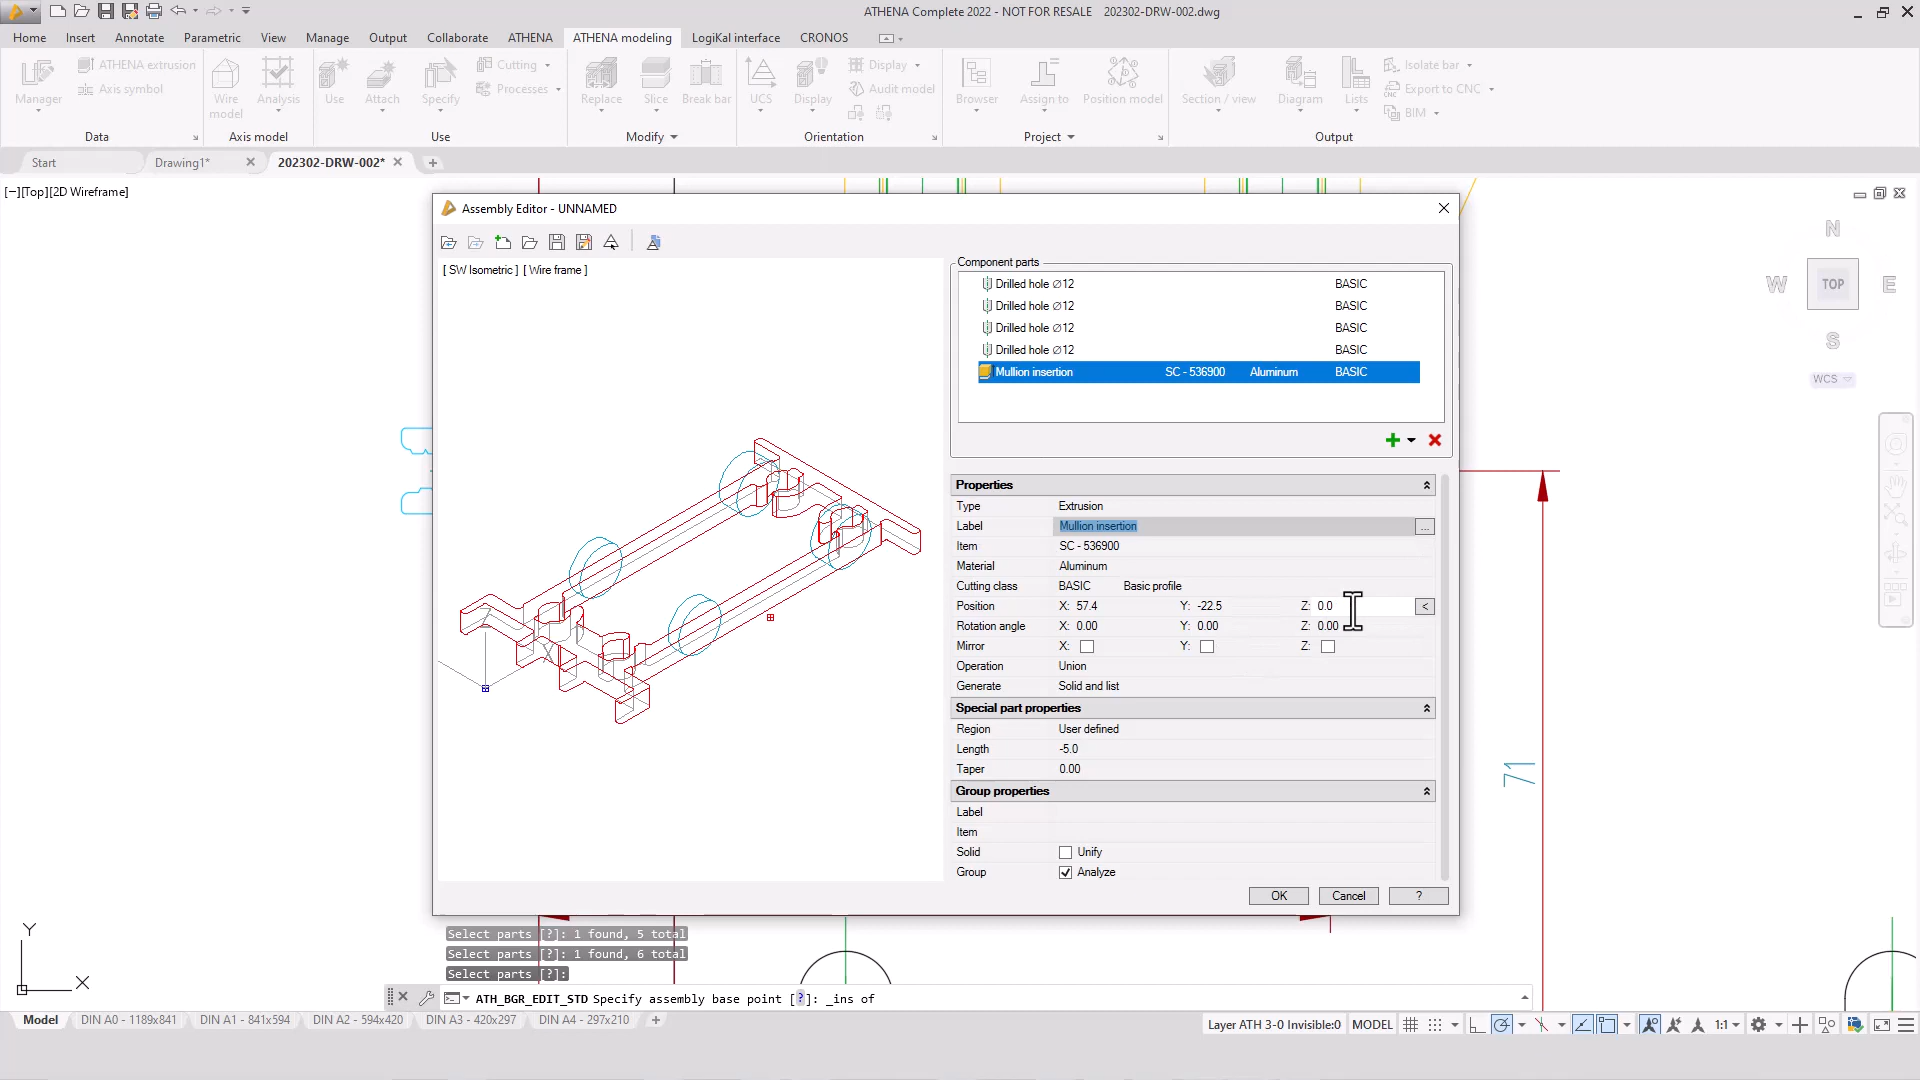 ATHENA Complete 2022 - NOT FOR RESALE 202302-DRW-002.dwg
Home Insert Annotate Parametric View Manage Output Collaborate ATHENA ATHENA modeling LogiKal interface CRONOS
Manager
ATHENA extrusion
Axis symbol
Wire model
Analysis
Use
Attach
Specify
Cutting
Processes
Replace
Slice
Break bar
UCS
Display
Display
Audit model
Browser
Assign to
Position model
Section / view
Diagram
Lists
Isolate bar
Export to CNC
BIM
Data Axis model Use Modify Orientation Project Output
Start Drawing1* 202302-DRW-002*
[−][Top][2D Wireframe]
N
W TOP E
S
WCS
Assembly Editor - UNNAMED
[ SW Isometric ] [ Wire frame ]
Z
X
Component parts
Drilled hole ∅12 BASIC
Drilled hole ∅12 BASIC
Drilled hole ∅12 BASIC
Drilled hole ∅12 BASIC
Mullion insertion SC - 536900 Aluminum BASIC
Properties
Type Extrusion
Label Mullion insertion ...
Item SC - 536900
Material Aluminum
Cutting class BASIC Basic profile
Position X: 57.4 Y: -22.5 Z: 0.0 <
Rotation angle X: 0.00 Y: 0.00 Z: 0.00
Mirror X: Y: Z:
Operation Union
Generate Solid and list
Special part properties
Region User defined
Length -5.0
Taper 0.00
Group properties
Label
Item
Solid Unify
Group Analyze
OK Cancel ?
71
Y
X
Select parts [?]: 1 found, 5 total
Select parts [?]: 1 found, 6 total
Select parts [?]:
ATH_BGR_EDIT_STD Specify assembly base point [?]: _ins of
Model DIN A0 - 1189x841 DIN A1 - 841x594 DIN A2 - 594x420 DIN A3 - 420x297 DIN A4 - 297x210
Layer ATH 3-0 Invisible:0 MODEL 1:1